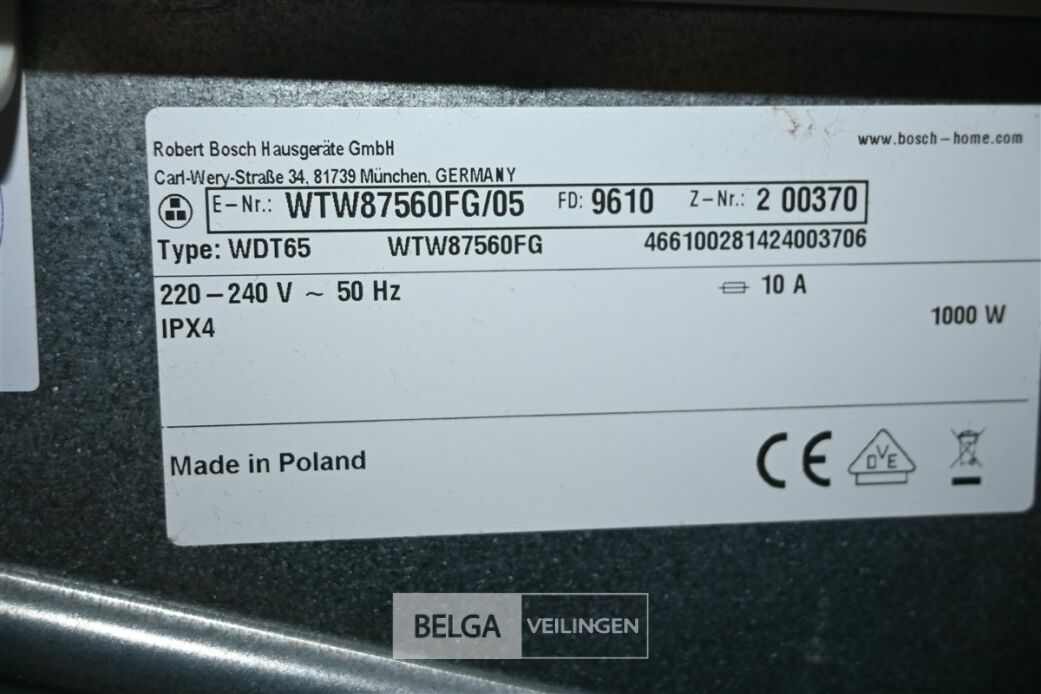 Robert Bosch Hausgeräte GmbH
www.bosch-home.com
Carl-Wery-Straße 34, 81739 München, GERMANY
E-Nr.: WTW87560FG/05 FD: 9610 Z-Nr.: 2 00370
Type: WDT65 WTW87560FG 466100281424003706
220-240 V ~ 50 Hz 10 A
IPX4 1000 W
Made in Poland
CE DVE
BELGA VEILINGEN